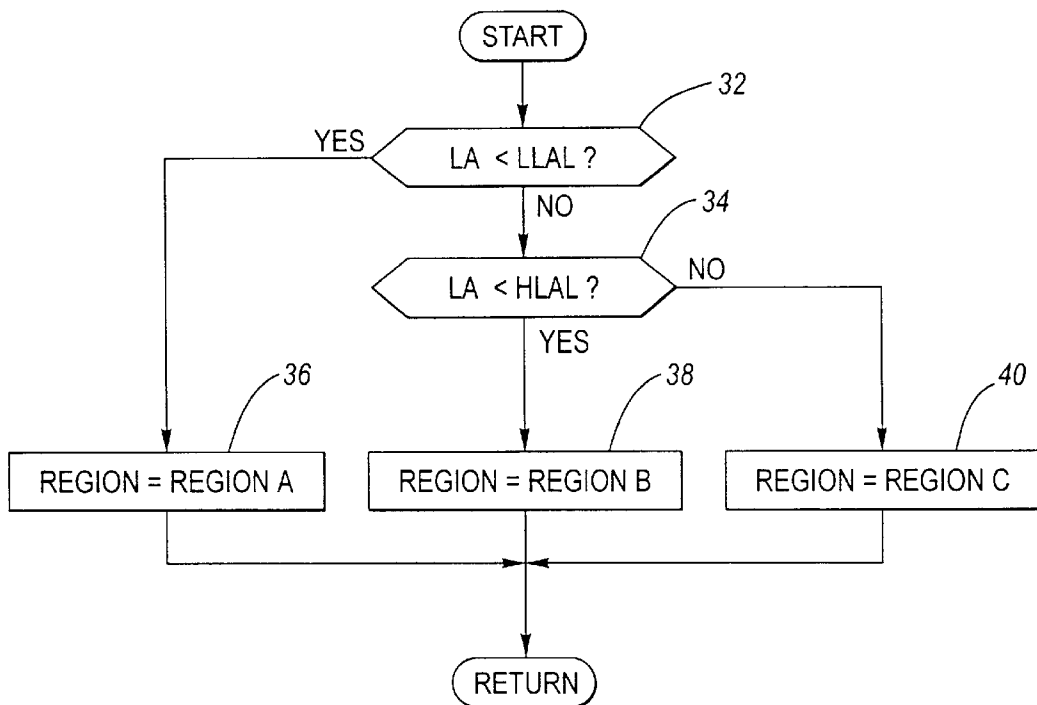 START
32
YES
LA < LLAL ?
NO
34
LA < HLAL ?
NO
YES
36
38
40
REGION = REGION A
REGION = REGION B
REGION = REGION C
RETURN